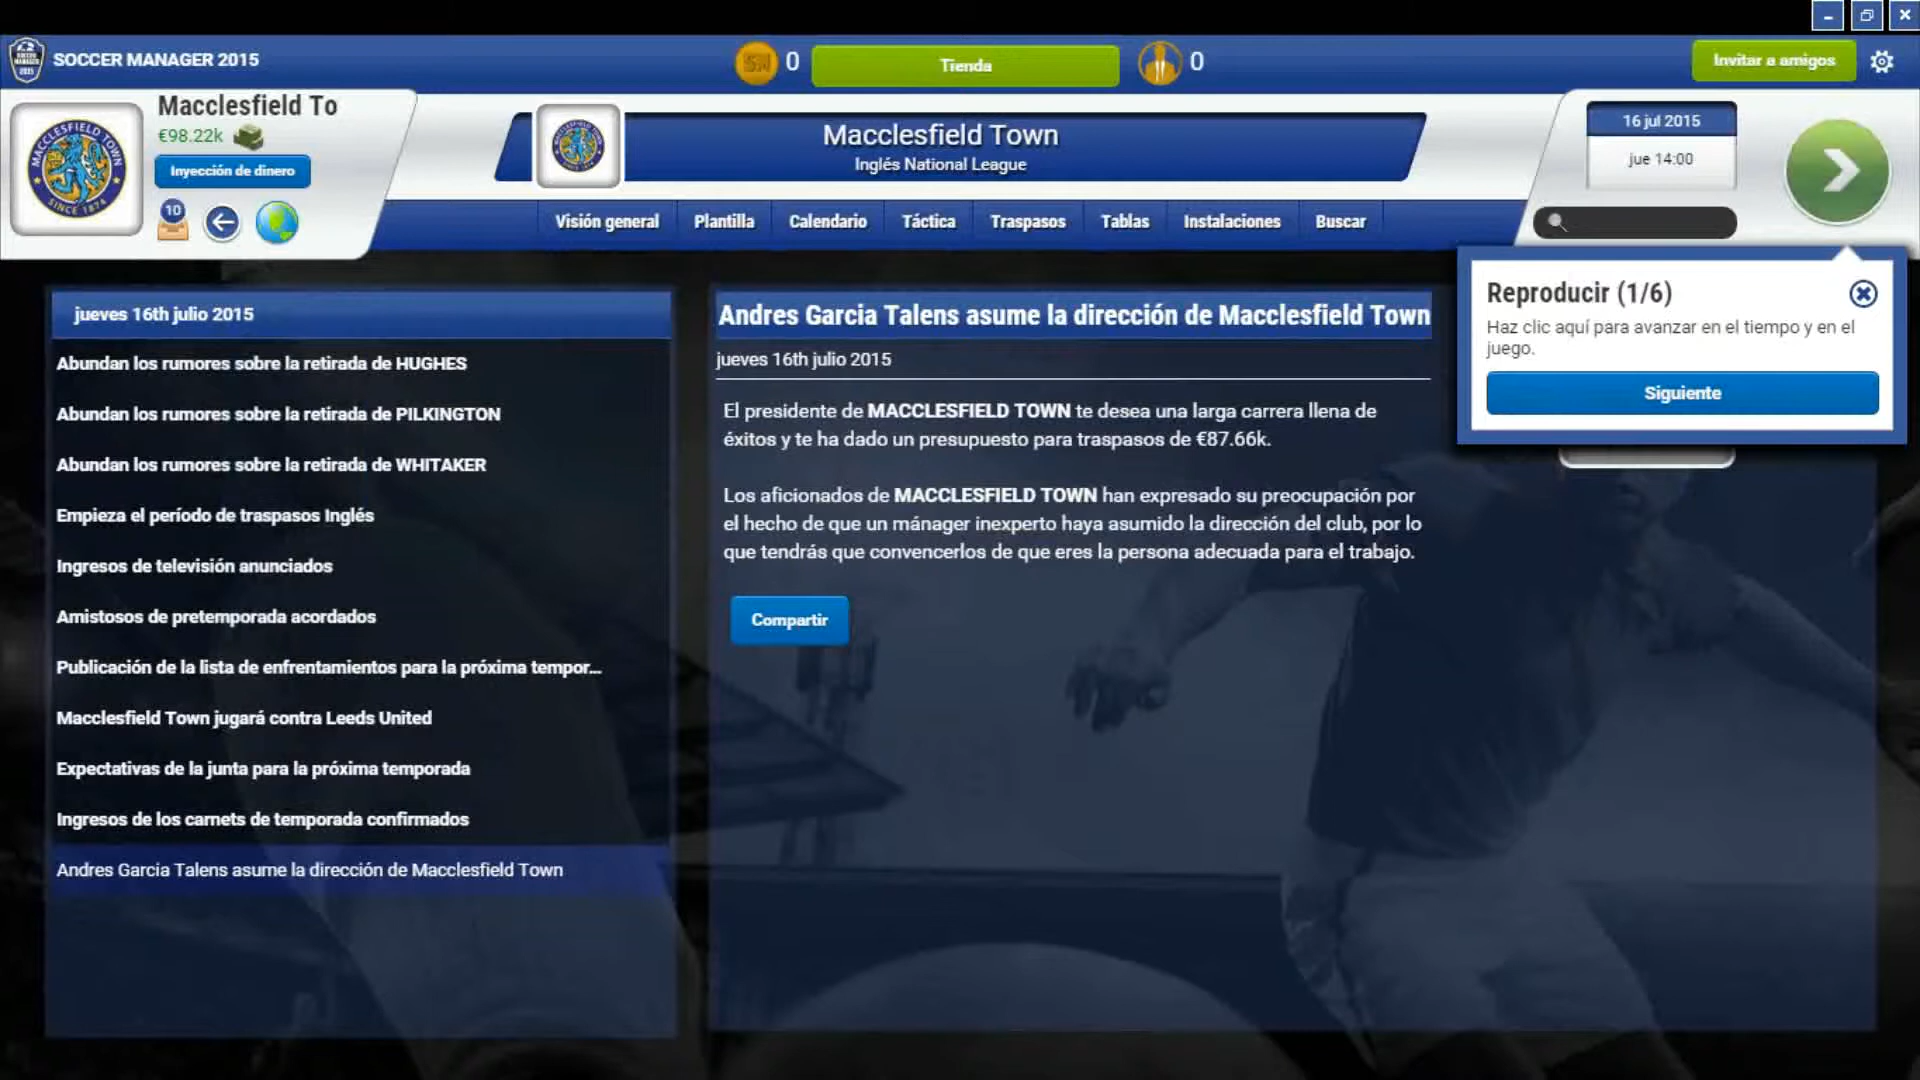 SOCCER MANAGER 2015
0
Tienda
0
Invitar a amigos
Macclesfield To
€98.22k
Inyección de dinero
10
MACCLESFIELD TOWN
SINCE 1874
Macclesfield Town
Inglés National League
16 jul 2015
jue 14:00
Visión general
Plantilla
Calendario
Táctica
Traspasos
Tablas
Instalaciones
Buscar
Reproducir (1/6)
Haz clic aquí para avanzar en el tiempo y en el
juego.
Siguiente
jueves 16th julio 2015
Abundan los rumores sobre la retirada de HUGHES
Abundan los rumores sobre la retirada de PILKINGTON
Abundan los rumores sobre la retirada de WHITAKER
Empieza el período de traspasos Inglés
Ingresos de televisión anunciados
Amistosos de pretemporada acordados
Publicación de la lista de enfrentamientos para la próxima tempor...
Macclesfield Town jugará contra Leeds United
Expectativas de la junta para la próxima temporada
Ingresos de los carnets de temporada confirmados
Andres Garcia Talens asume la dirección de Macclesfield Town
Andres Garcia Talens asume la dirección de Macclesfield Town
jueves 16th julio 2015
El presidente de MACCLESFIELD TOWN te desea una larga carrera llena de
éxitos y te ha dado un presupuesto para traspasos de €87.66k.
Los aficionados de MACCLESFIELD TOWN han expresado su preocupación por
el hecho de que un mánager inexperto haya asumido la dirección del club, por lo
que tendrás que convencerlos de que eres la persona adecuada para el trabajo.
Compartir